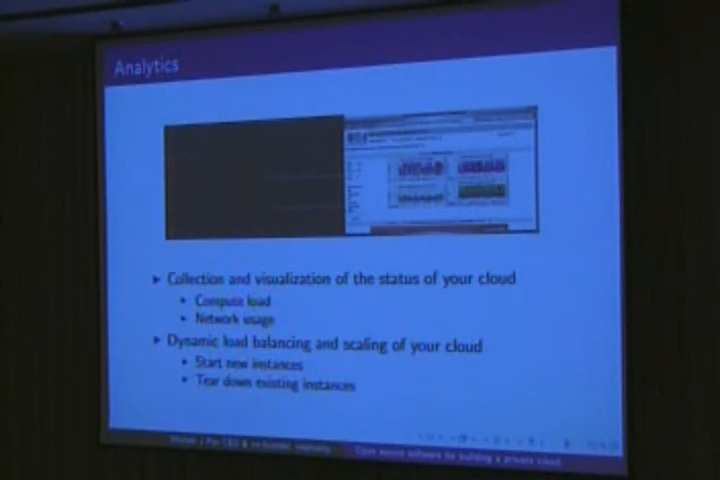 Analytics
Collection and visualization of the status of your cloud
Compute load
Network usage
Dynamic load balancing and scaling of your cloud
Start new instances
Tear down existing instances
Open source software for building a private cloud